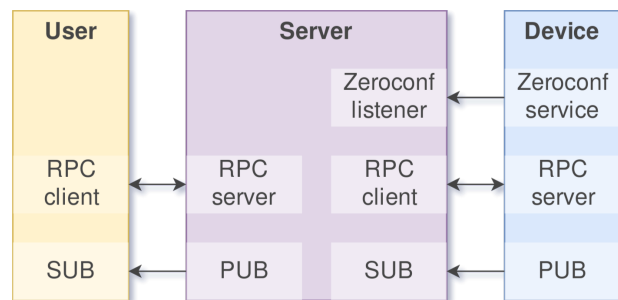 User
Server
Device
Zeroconf
listener
Zeroconf
service
RPC
client
RPC
server
RPC
client
RPC
server
SUB
PUB
SUB
PUB